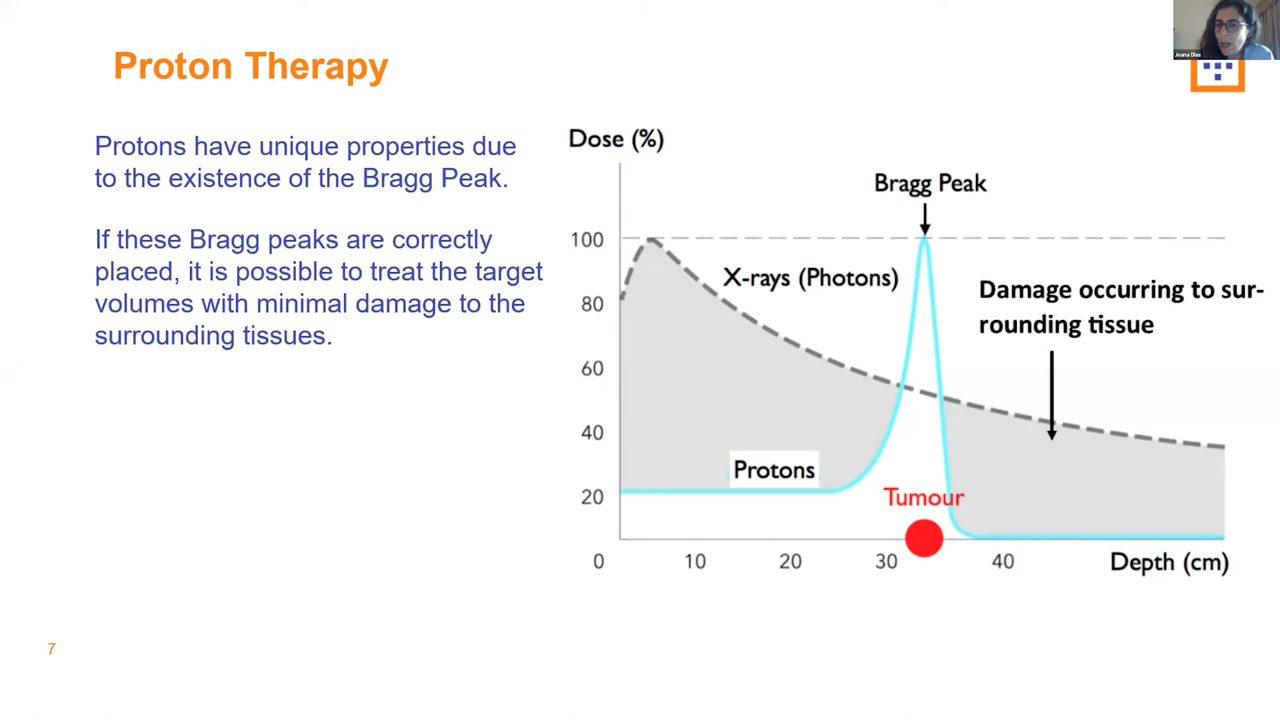 Joana Dias
Proton Therapy
Protons have unique properties due
to the existence of the Bragg Peak.
If these Bragg peaks are correctly
placed, it is possible to treat the target
volumes with minimal damage to the
surrounding tissues.
Dose (%)
Bragg Peak
100
80
60
40
20
0
X-rays (Photons)
Damage occurring to sur-
rounding tissue
Protons
Tumour
10
20
30
40
Depth (cm)
7